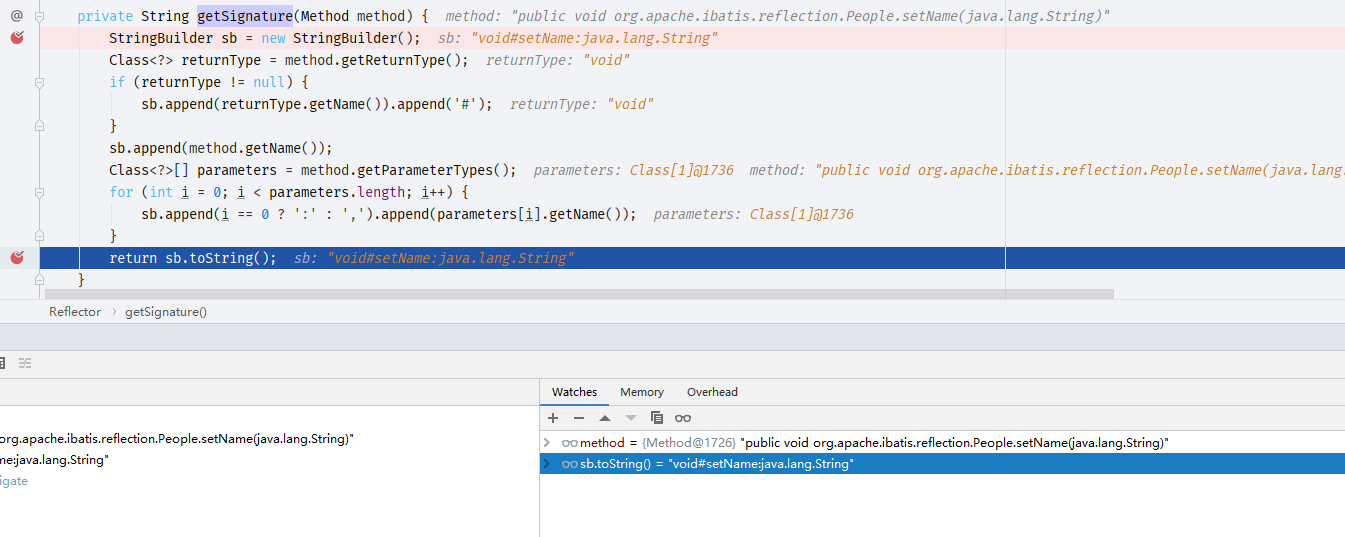 @ private String getSignature(Method method) { method: "public void org.apache.ibatis.reflection.People.setName(java.lang.String)"
StringBuilder sb = new StringBuilder(); sb: "void#setName:java.lang.String"
Class<?> returnType = method.getReturnType(); returnType: "void"
if (returnType != null) {
sb.append(returnType.getName()).append('#'); returnType: "void"
}
sb.append(method.getName());
Class<?>[] parameters = method.getParameterTypes(); parameters: Class[1]@1736 method: "public void org.apache.ibatis.reflection.People.setName(java.lang.
for (int i = 0; i < parameters.length; i++) {
sb.append(i == 0 ? ':' : ',').append(parameters[i].getName()); parameters: Class[1]@1736
}
return sb.toString(); sb: "void#setName:java.lang.String"
}
Reflector › getSignature()
Watches Memory Overhead
org.apache.ibatis.reflection.People.setName(java.lang.String)"
me:java.lang.String"
igate
method = {Method@1726} "public void org.apache.ibatis.reflection.People.setName(java.lang.String)"
sb.toString() = "void#setName:java.lang.String"